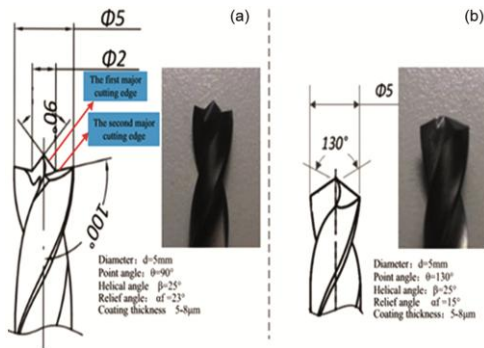 (a)
Φ5
Φ2
96°
The first major
cutting edge
The second major
cutting edge
100°
Diameter: d=5mm
Point angle: θ=90°
Helical angle β=25°
Relief angle: αf=23°
Coating thickness 5-8μm
(b)
Φ5
130°
Diameter: d=5mm
Point angle: θ=130°
Helical angle: β=25°
Relief angle αf=15°
Coating thickness: 5-8μm